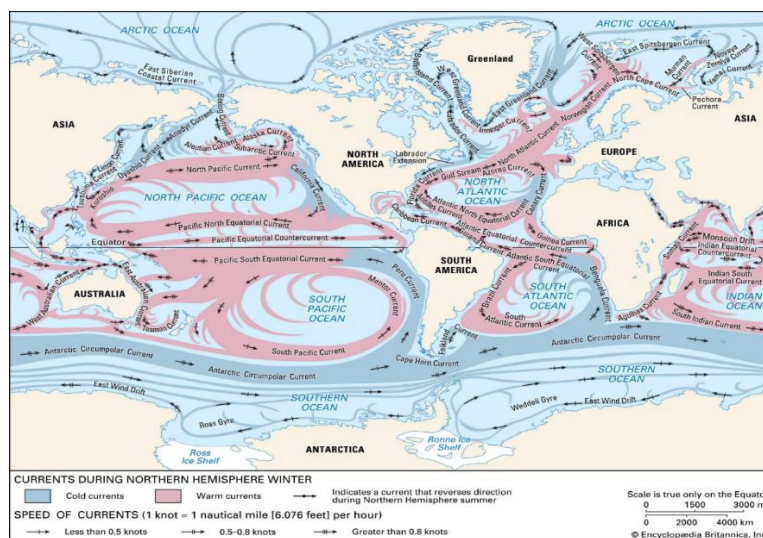 ARCTIC OCEAN
ARCTIC OCEAN
East Siberian
Coastal Current
Greenland
West Spitsbergen
Current
East Spitsbergen
Current
Novaya
Zemlya
Current
Murman
Current
Yamal Current
North Cape Current
Pechora
Current
Norwegian Current
East Greenland Current
W. Greenland Current
Baffin Island Current
Irminger Current
Labrador Current
Labrador
Extension
ASIA
Bering Current
Anadyr Current
Aleutian Current
Alaska Current
Subarctic Current
Oyashio Current
Liman Current
Tsushima Current
Kuroshio
North Pacific Current
California Current
NORTH
AMERICA
North Atlantic Current
Gulf Stream
Azores Current
Florida Current
EUROPE
ASIA
NORTH PACIFIC OCEAN
NORTH
ATLANTIC
OCEAN
Canary Current
Antilles Current
Caribbean Current
Atlantic North Equatorial Current
Pacific North Equatorial Current
Pacific Equatorial Countercurrent
Equator
Atlantic Equatorial Countercurrent
Guiana Current
Guinea Current
AFRICA
Somali Current
Monsoon Drift
Indian Equatorial
Countercurrent
Pacific South Equatorial Current
Atlantic South Equatorial
Current
Indian South
Equatorial Current
SOUTH
AMERICA
Peru Current
Mentor Current
Brazil Current
Benguela Current
SOUTH
ATLANTIC
OCEAN
INDIAN
OCEAN
AUSTRALIA
West Australian Current
East Australian
Current
Tasman Current
SOUTH
PACIFIC
OCEAN
Agulhas Current
South Indian Current
South
Atlantic Current
Falkland Current
South Pacific Current
Antarctic Circumpolar Current
Antarctic Circumpolar Current
Cape Horn Current
Antarctic Circumpolar Current
East Wind Drift
SOUTHERN
OCEAN
SOUTHERN
OCEAN
Ross Gyre
Weddell Gyre
East Wind Drift
Ross
Ice Shelf
ANTARCTICA
Ronne Ice
Shelf
CURRENTS DURING NORTHERN HEMISPHERE WINTER
Cold currents
Warm currents
Indicates a current that reverses direction
during Northern Hemisphere summer
SPEED OF CURRENTS (1 knot = 1 nautical mile [6.076 feet] per hour)
Less than 0.5 knots
0.5–0.8 knots
Greater than 0.8 knots
Scale is true only on the Equato
0 1500 3000 m
0 2000 4000 km
© Encyclopædia Britannica, Inc